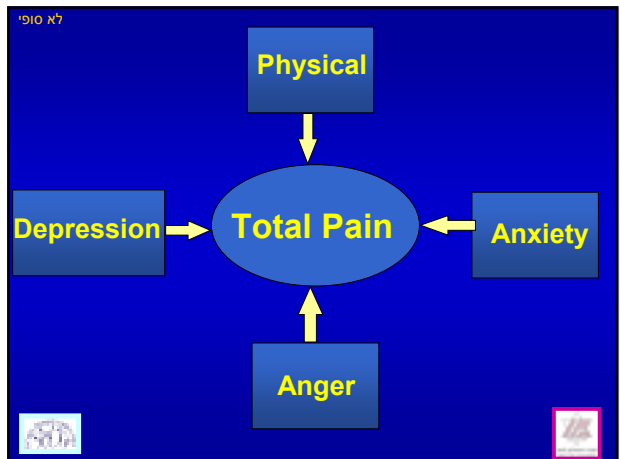 לא סופי
Physical
Depression
Total Pain
Anxiety
Anger